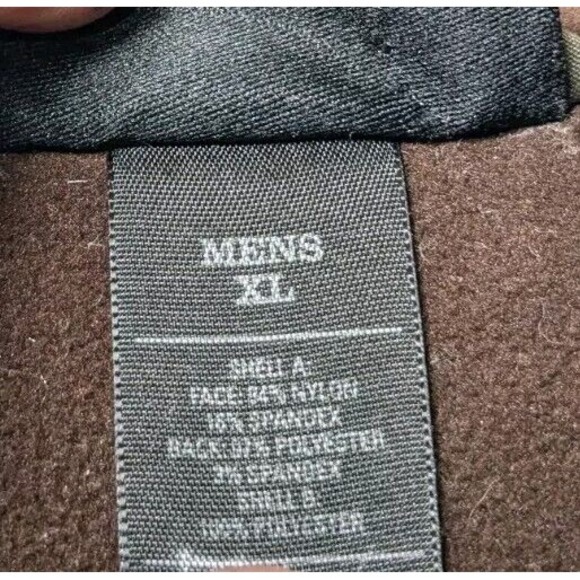 MENS
XL
SHELL A:
FACE: 84% NYLON
16% SPANDEX
BACK: 97% POLYESTER
3% SPANDEX
SHELL B:
100% POLYESTER